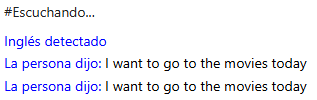 #Escuchando...
Inglés detectado
La persona dijo: I want to go to the movies today
La persona dijo: I want to go to the movies today